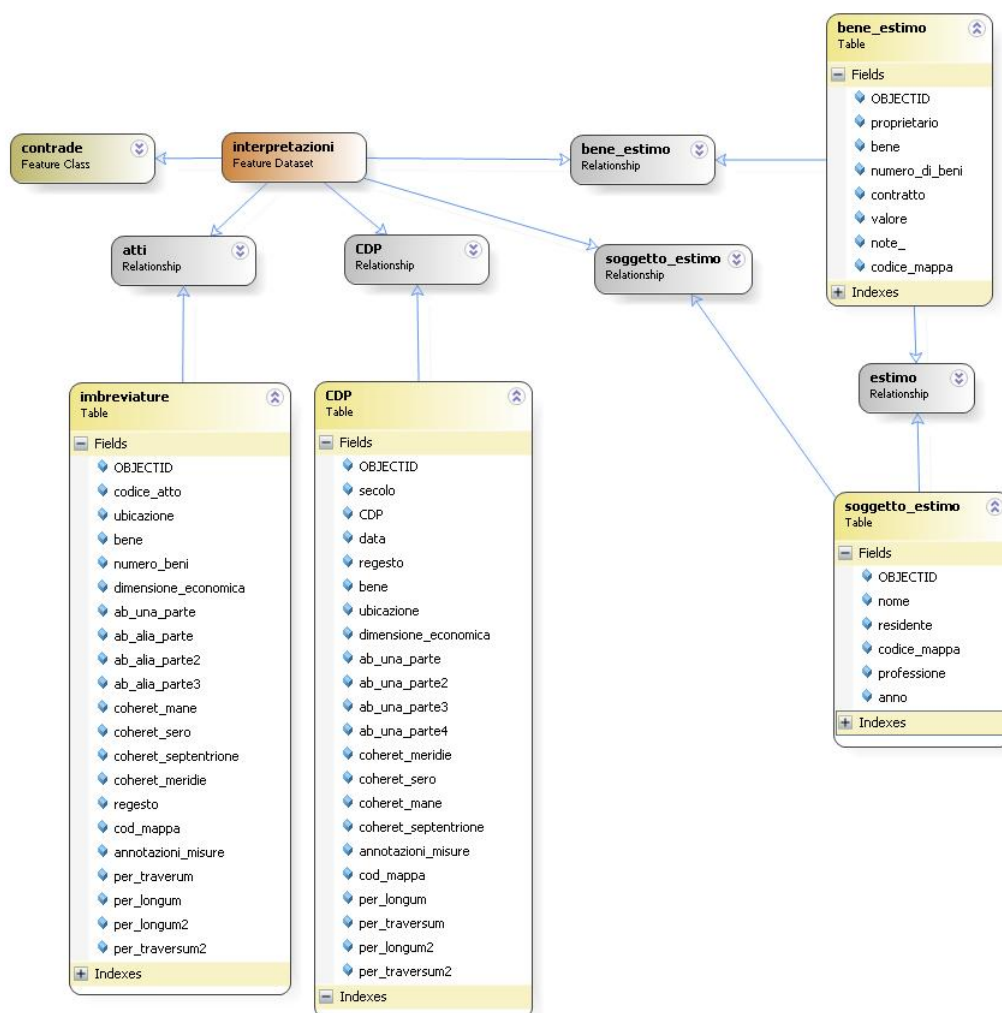 bene_estimo
Table
Fields
OBJECTID
proprietario
bene
numero_di_beni
contratto
valore
note_
codice_mappa
Indexes
contrade
Feature Class
interpretazioni
Feature Dataset
bene_estimo
Relationship
atti
Relationship
CDP
Relationship
soggetto_estimo
Relationship
estimo
Relationship
imbreviature
Table
Fields
OBJECTID
codice_atto
ubicazione
bene
numero_beni
dimensione_economica
ab_una_parte
ab_alia_parte
ab_alia_parte2
ab_alia_parte3
coheret_mane
coheret_sero
coheret_septentrione
coheret_meridie
regesto
cod_mappa
annotazioni_misure
per_traverum
per_longum
per_longum2
per_traversum2
Indexes
CDP
Table
Fields
OBJECTID
secolo
CDP
data
regesto
bene
ubicazione
dimensione_economica
ab_una_parte
ab_una_parte2
ab_una_parte3
ab_una_parte4
coheret_meridie
coheret_sero
coheret_mane
coheret_septentrione
annotazioni_misure
cod_mappa
per_longum
per_traversum
per_longum2
per_traversum2
Indexes
soggetto_estimo
Table
Fields
OBJECTID
nome
residente
codice_mappa
professione
anno
Indexes